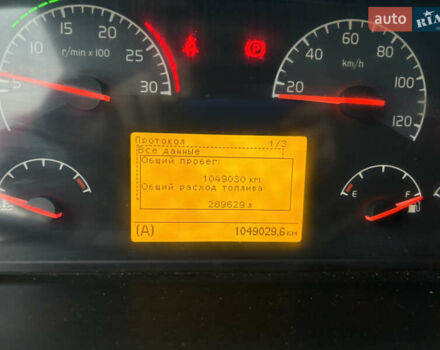 auto RIA
10 15 20 25 30
5
r/min x 100
20 40 60 80 100 120
km/h
P
Протокол 1/3
Все данные
Общий пробег:
1049030 км
Общий расход топлива
289629 л
(A) 1049029,6 км
E F